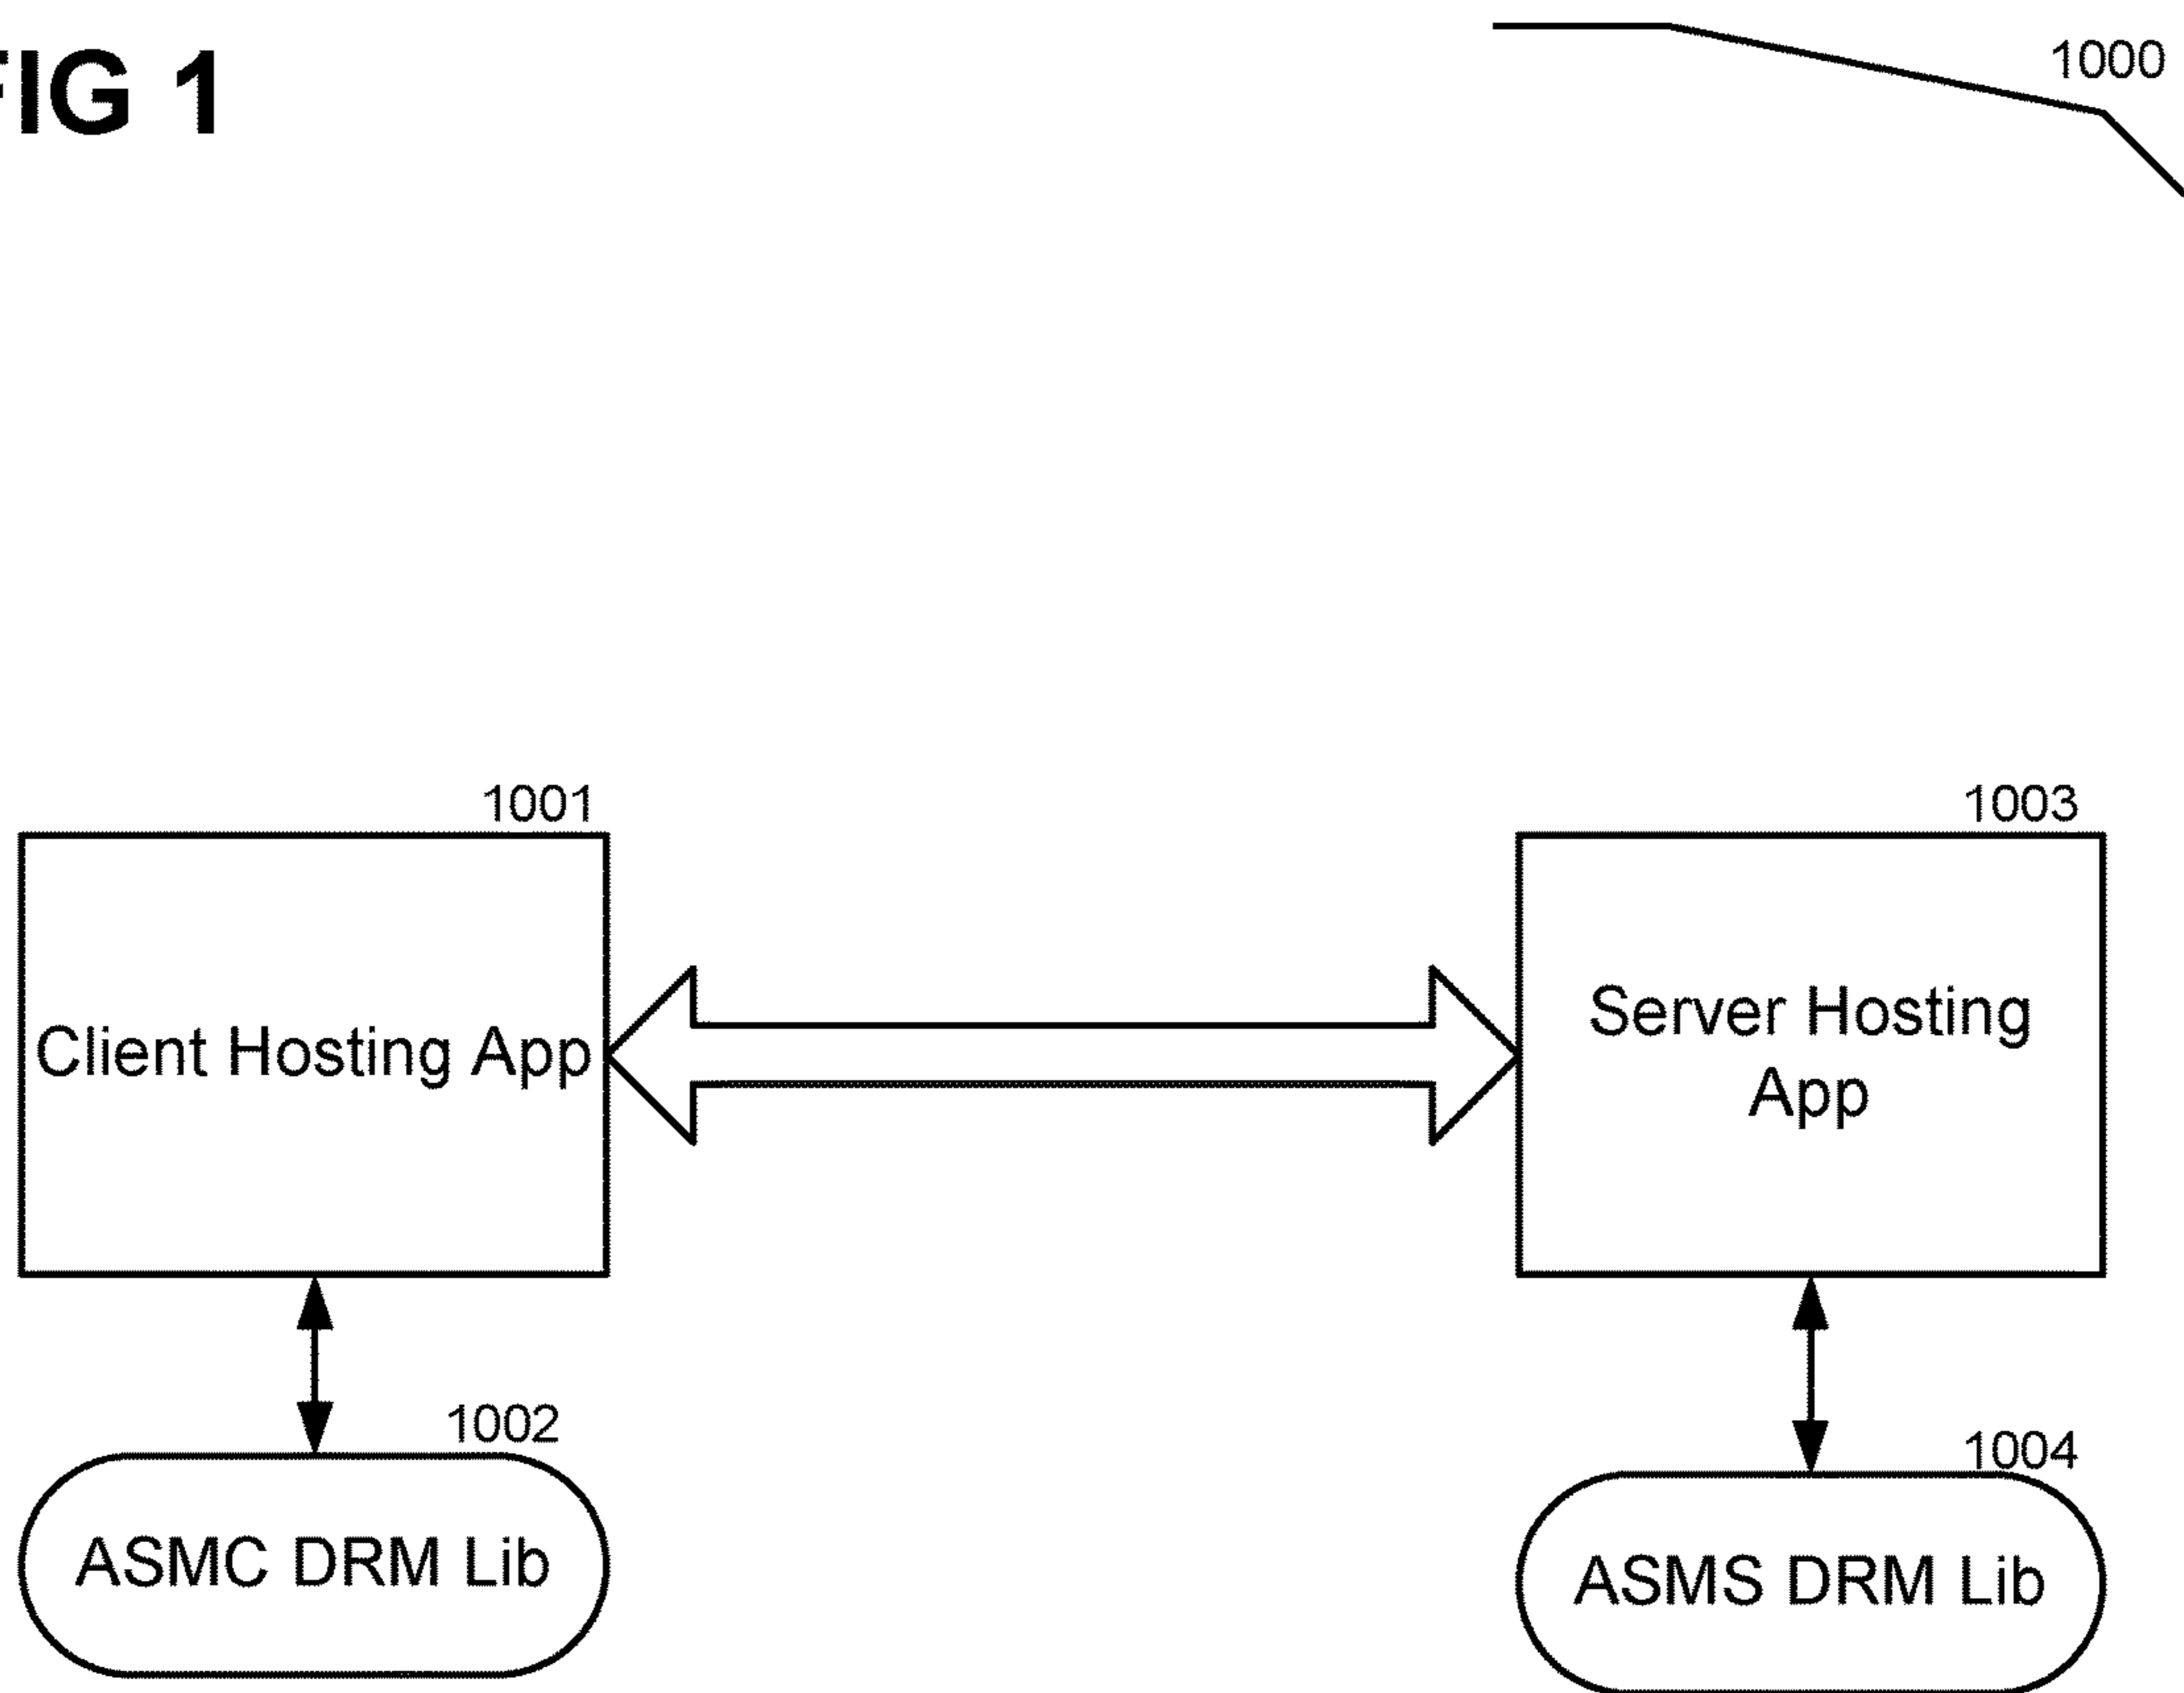 FIG 1
1000
1001
1003
Client Hosting App
Server Hosting
App
1002
1004
ASMC DRM Lib
ASMS DRM Lib